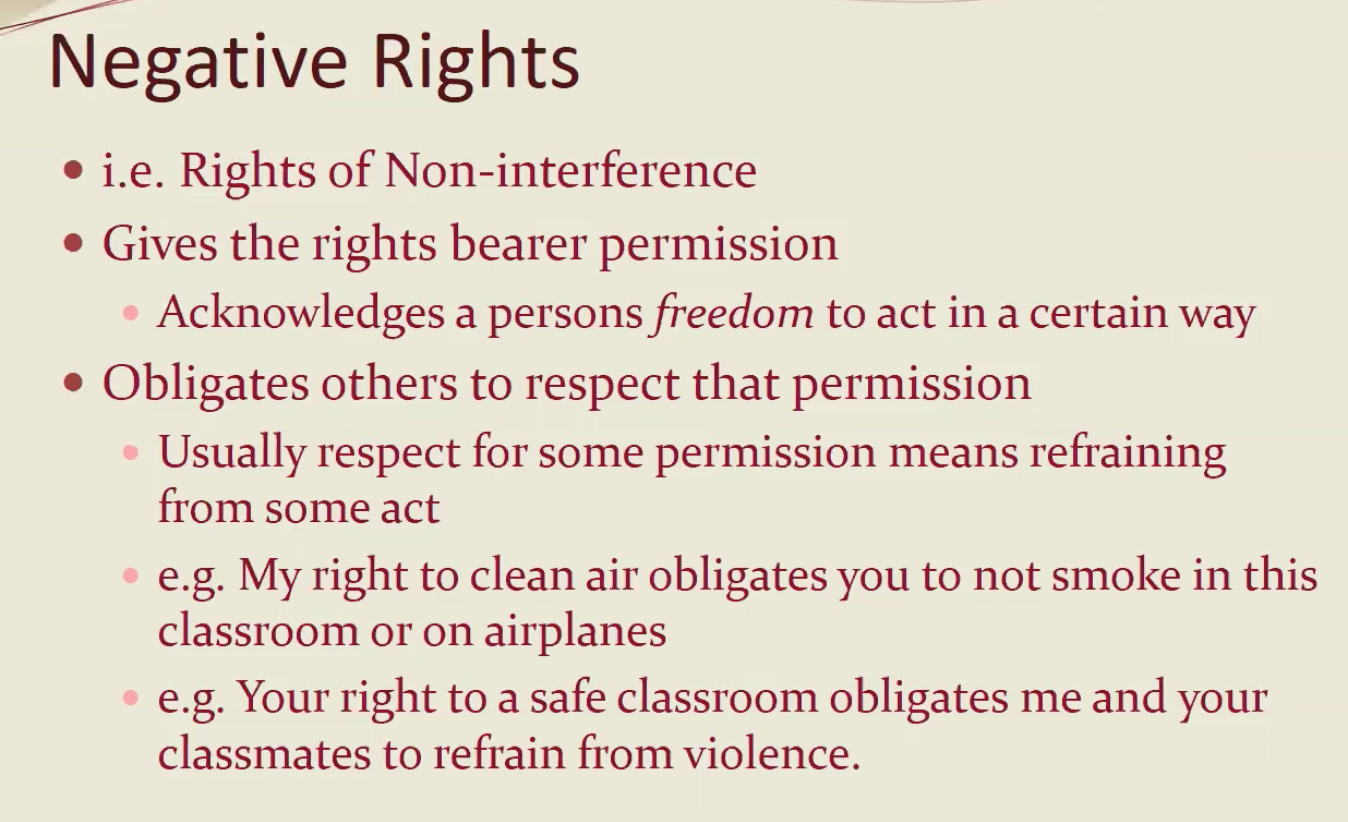 Negative Rights
• i.e. Rights of Non-interference
• Gives the rights bearer permission
• Acknowledges a persons freedom to act in a certain way
• Obligates others to respect that permission
• Usually respect for some permission means refraining
from some act
• e.g. My right to clean air obligates you to not smoke in this
classroom or on airplanes
• e.g. Your right to a safe classroom obligates me and your
classmates to refrain from violence.